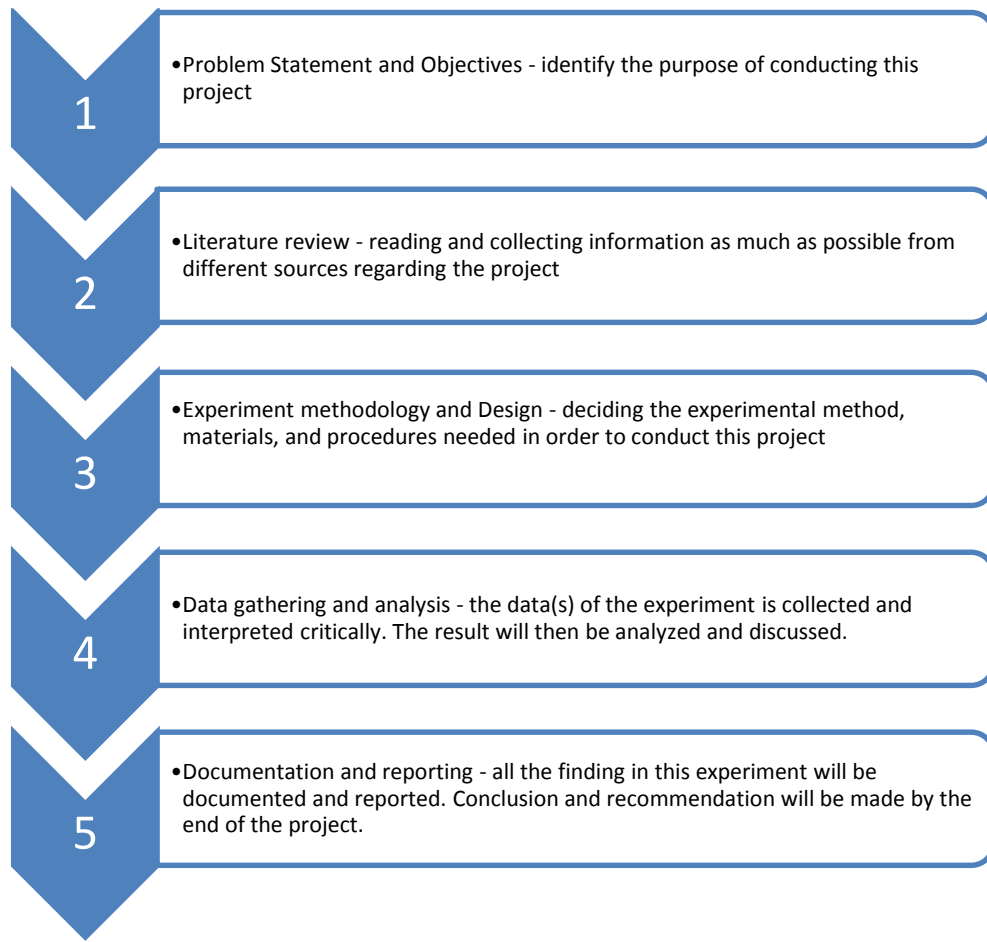 1
•Problem Statement and Objectives - identify the purpose of conducting this
project
2
•Literature review - reading and collecting information as much as possible from
different sources regarding the project
3
•Experiment methodology and Design - deciding the experimental method,
materials, and procedures needed in order to conduct this project
4
•Data gathering and analysis - the data(s) of the experiment is collected and
interpreted critically. The result will then be analyzed and discussed.
5
•Documentation and reporting - all the finding in this experiment will be
documented and reported. Conclusion and recommendation will be made by the
end of the project.